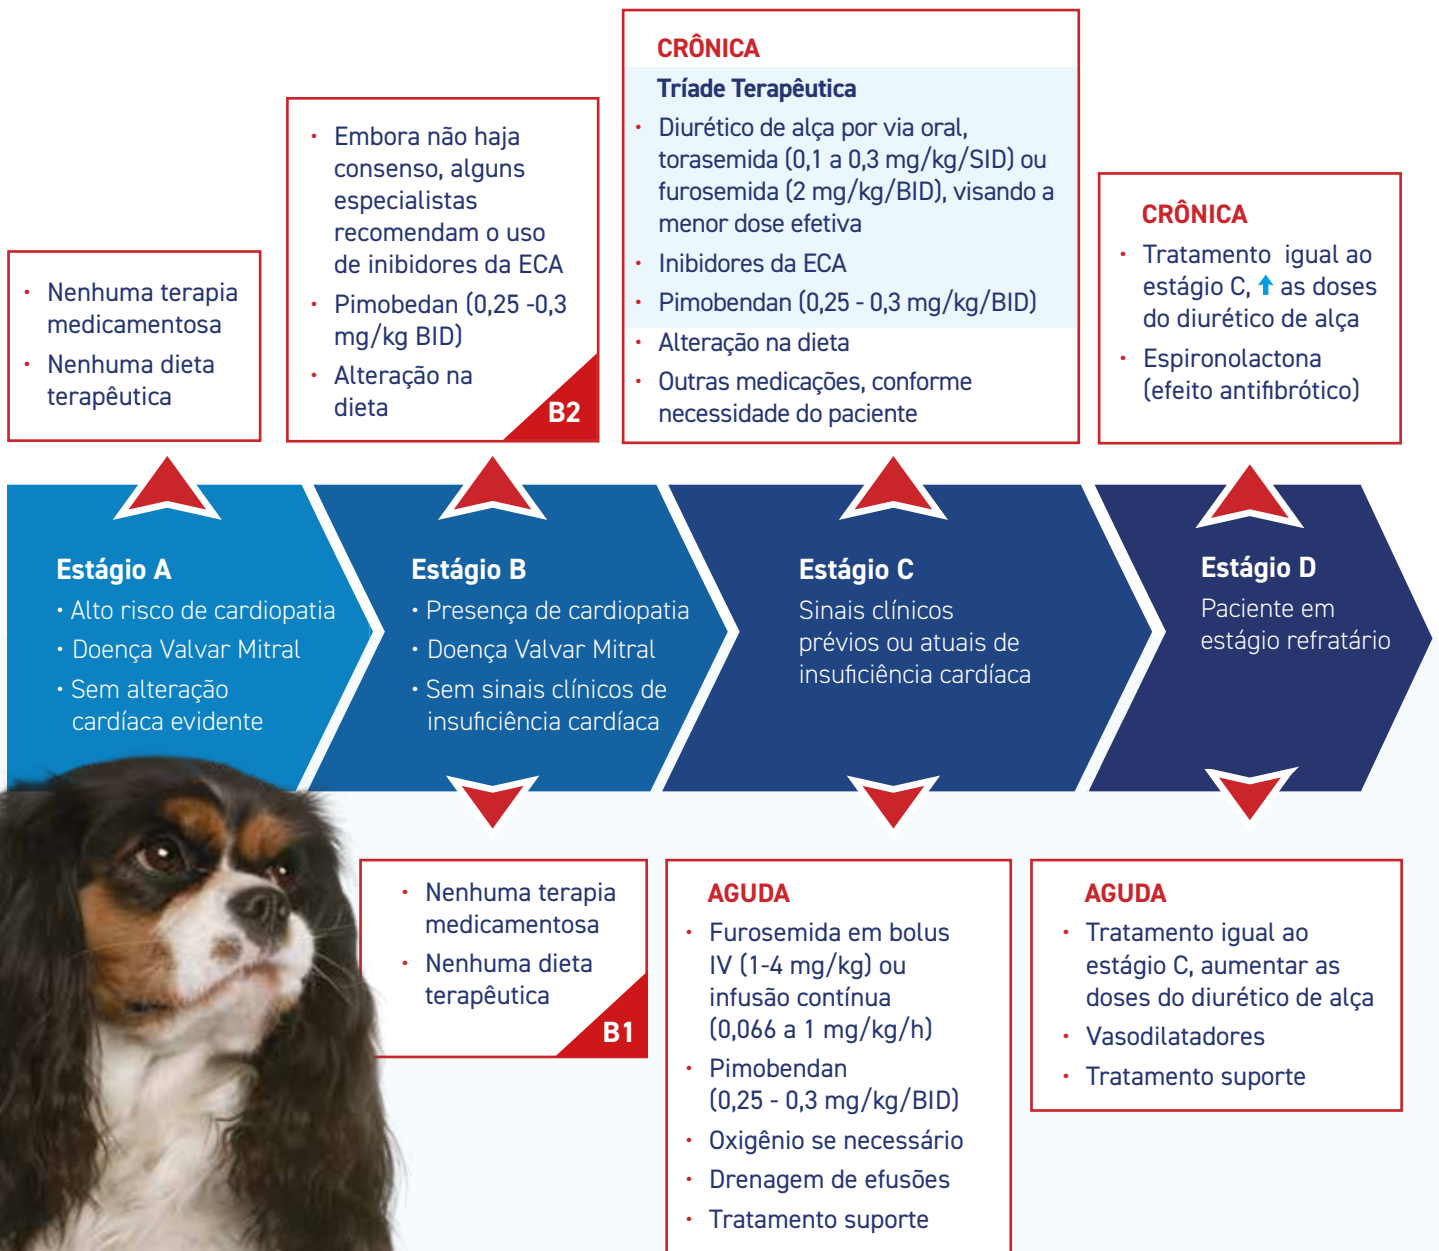 CRÔNICA
Tríade Terapêutica
· Diurético de alça por via oral,
torasemida (0,1 a 0,3 mg/kg/SID) ou
furosemida (2 mg/kg/BID), visando a
menor dose efetiva
· Inibidores da ECA
· Pimobendan (0,25 - 0,3 mg/kg/BID)
· Alteração na dieta
· Outras medicações, conforme
necessidade do paciente
· Embora não haja
consenso, alguns
especialistas
recomendam o uso
de inibidores da ECA
· Pimobedan (0,25 -0,3
mg/kg BID)
· Alteração na
dieta
B2
CRÔNICA
· Tratamento igual ao
estágio C, ↑ as doses
do diurético de alça
· Espironolactona
(efeito antifibrótico)
· Nenhuma terapia
medicamentosa
· Nenhuma dieta
terapêutica
Estágio A
· Alto risco de cardiopatia
· Doença Valvar Mitral
· Sem alteração
cardíaca evidente
Estágio B
· Presença de cardiopatia
· Doença Valvar Mitral
· Sem sinais clínicos de
insuficiência cardíaca
Estágio C
Sinais clínicos
prévios ou atuais de
insuficiência cardíaca
Estágio D
Paciente em
estágio refratário
· Nenhuma terapia
medicamentosa
· Nenhuma dieta
terapêutica
B1
AGUDA
· Furosemida em bolus
IV (1-4 mg/kg) ou
infusão contínua
(0,066 a 1 mg/kg/h)
· Pimobendan
(0,25 - 0,3 mg/kg/BID)
· Oxigênio se necessário
· Drenagem de efusões
· Tratamento suporte
AGUDA
· Tratamento igual ao
estágio C, aumentar as
doses do diurético de alça
· Vasodilatadores
· Tratamento suporte